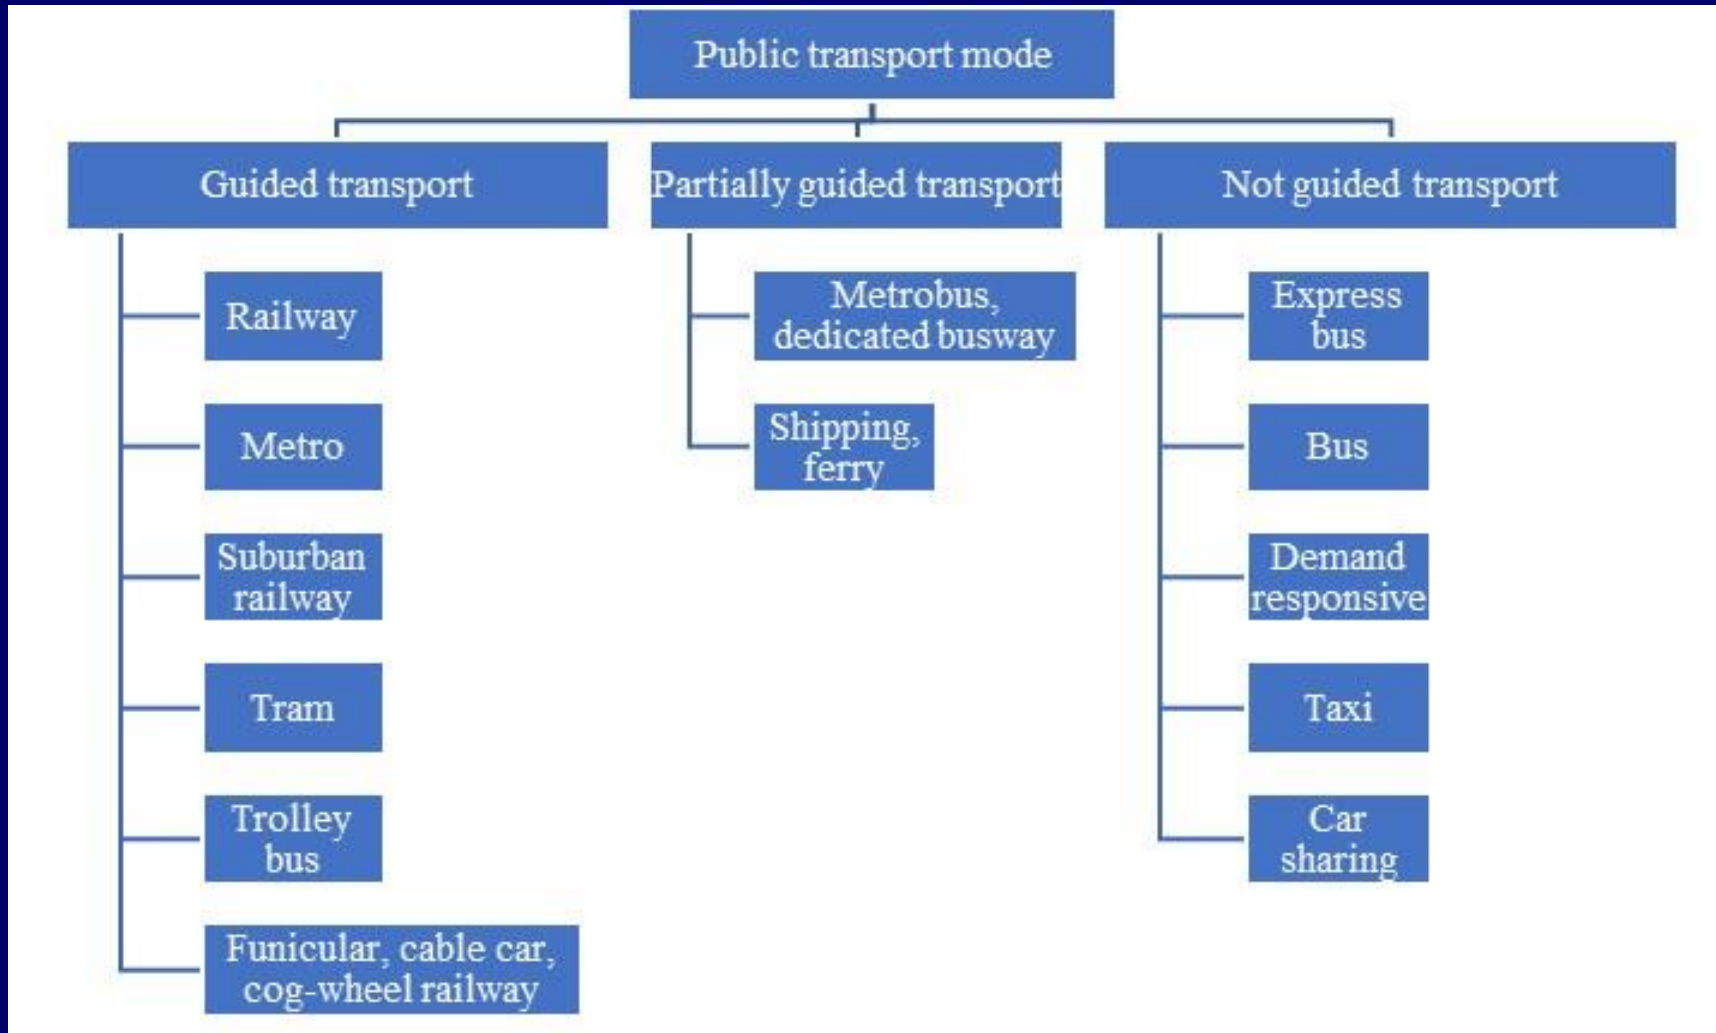 Public transport mode
Guided transport
Partially guided transport
Not guided transport
Railway
Metro
Suburban
railway
Tram
Trolley
bus
Funicular, cable car,
cog-wheel railway
Metrobus,
dedicated busway
Shipping,
ferry
Express
bus
Bus
Demand
responsive
Taxi
Car
sharing